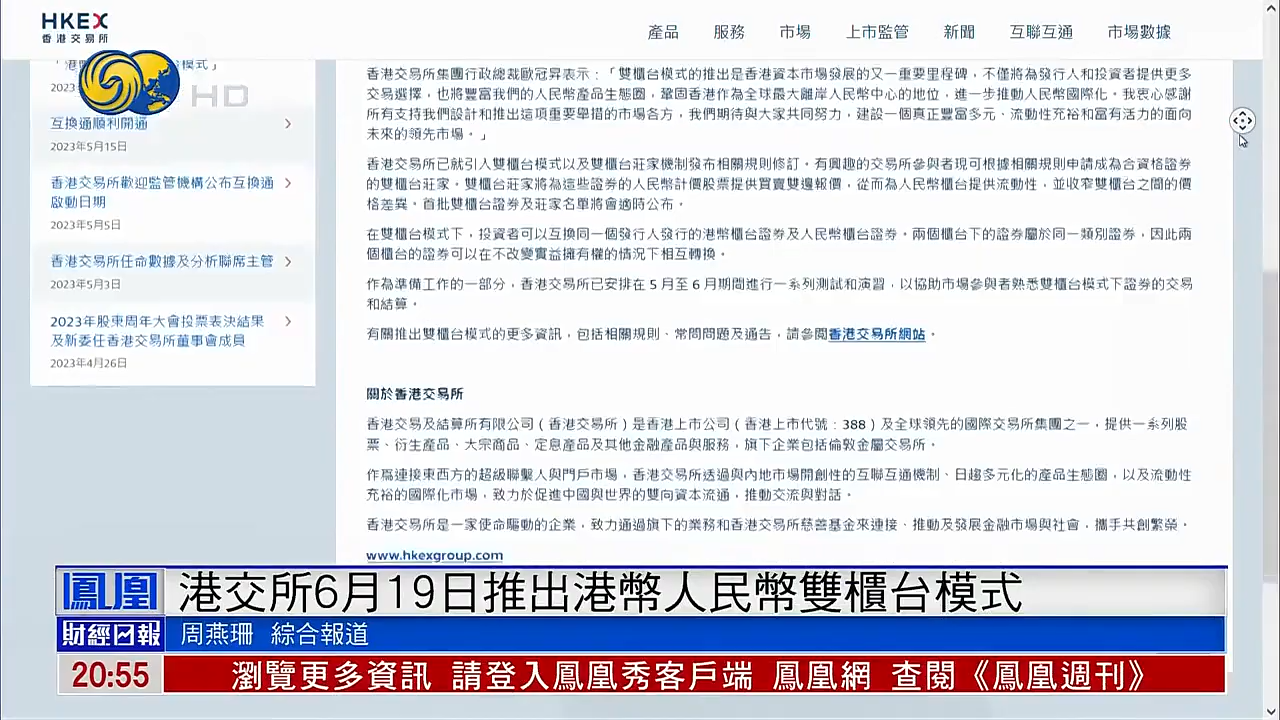 HKEX
香港交易所
產品 服務 市場 上市監管 新聞 互聯互通 市場數據
HD
互換通順利開通
2023年5月15日
香港交易所歡迎監管機構公布互換通
啟動日期
2023年5月5日
香港交易所任命數據及分析聯席主管
2023年5月3日
2023年股東周年大會投票表決結果
及新委任香港交易所董事會成員
2023年4月26日
香港交易所集團行政總裁歐冠昇表示：「雙櫃台模式的推出是香港資本市場發展的又一重要里程碑，不僅將為發行人和投資者提供更多
交易選擇，也將豐富我們的人民幣產品生態圈，鞏固香港作為全球最大離岸人民幣中心的地位，進一步推動人民幣國際化。我衷心感謝
所有支持我們設計和推出這項重要舉措的市場各方，我們期待與大家共同努力，建設一個真正豐富多元、流動性充裕和富有活力的面向
未來的領先市場。」
香港交易所已就引入雙櫃台模式以及雙櫃台莊家機制發布相關規則修訂。有興趣的交易所參與者現可根據相關規則申請成為合資格證券
的雙櫃台莊家。雙櫃台莊家將為這些證券的人民幣計價股票提供買賣雙邊報價，從而為人民幣櫃台提供流動性，並收窄雙櫃台之間的價
格差異。首批雙櫃台證券及莊家名單將會適時公布。
在雙櫃台模式下，投資者可以互換同一個發行人發行的港幣櫃台證券及人民幣櫃台證券。兩個櫃台下的證券屬於同一類別證券，因此兩
個櫃台的證券可以在不改變實益擁有權的情況下相互轉換。
作為準備工作的一部分，香港交易所已安排在 5 月至 6 月期間進行一系列測試和演習，以協助市場參與者熟悉雙櫃台模式下證券的交易
和結算。
有關推出雙櫃台模式的更多資訊，包括相關規則、常問問題及通告，請參閱香港交易所網站。
關於香港交易所
香港交易及結算所有限公司（香港交易所）是香港上市公司（香港上市代號：388）及全球領先的國際交易所集團之一，提供一系列股
票、衍生產品、大宗商品、定息產品及其他金融產品與服務，旗下企業包括倫敦金屬交易所。
作為連接東西方的超級聯繫人與門戶市場，香港交易所透過與內地市場開創性的互聯互通機制、日趨多元化的產品生態圈，以及流動性
充裕的國際化市場，致力於促進中國與世界的雙向資本流通，推動交流與對話。
香港交易所是一家使命驅動的企業，致力通過旗下的業務和香港交易所慈善基金來連接、推動及發展金融市場與社會，攜手共創繁榮。
www.hkexgroup.com
鳳凰 港交所6月19日推出港幣人民幣雙櫃台模式
財經日報 周燕珊 綜合報道
20:55 瀏覽更多資訊 請登入鳳凰秀客戶端 鳳凰網 查閱《鳳凰週刊》